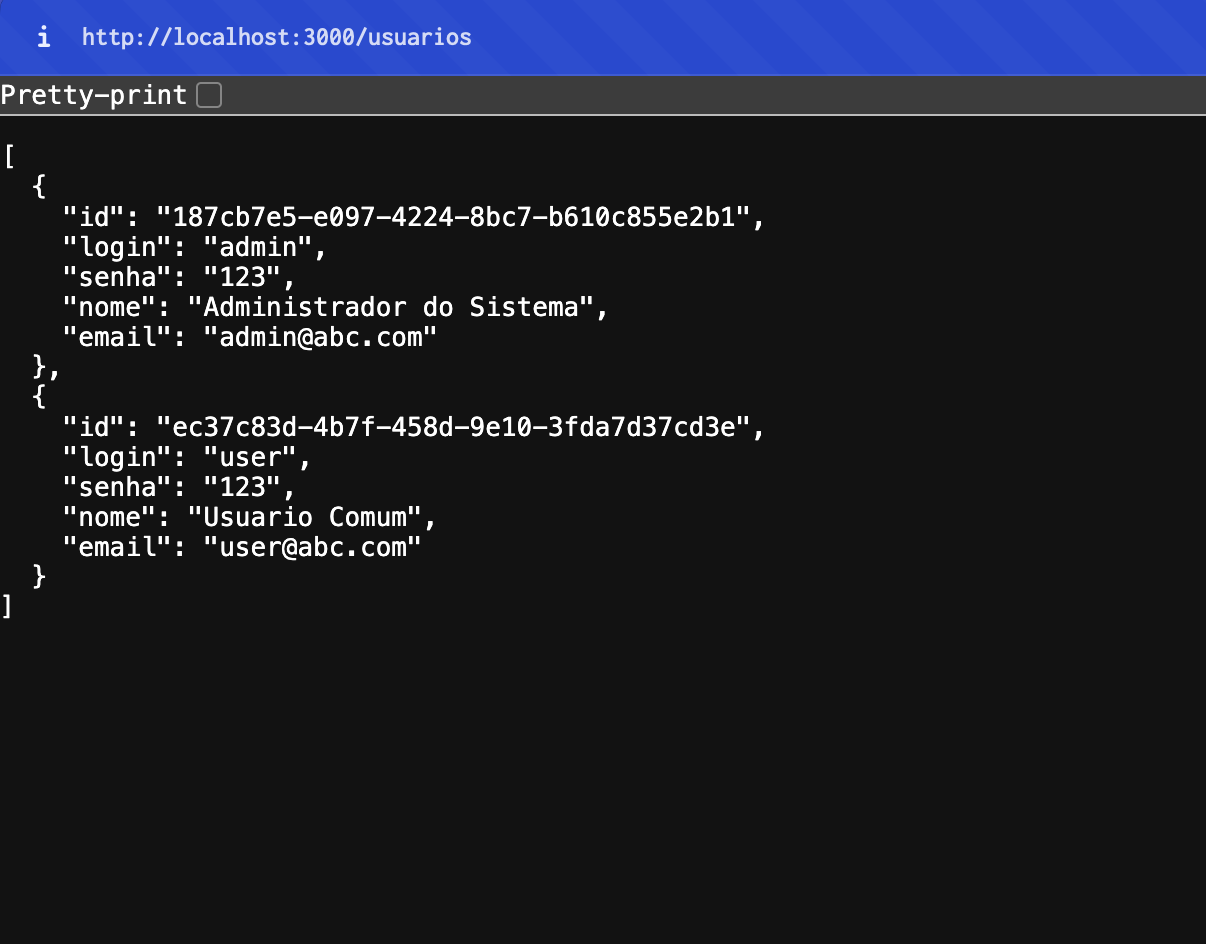 i http://localhost:3000/usuarios
Pretty-print
[
  {
    "id": "187cb7e5-e097-4224-8bc7-b610c855e2b1",
    "login": "admin",
    "senha": "123",
    "nome": "Administrador do Sistema",
    "email": "admin@abc.com"
  },
  {
    "id": "ec37c83d-4b7f-458d-9e10-3fda7d37cd3e",
    "login": "user",
    "senha": "123",
    "nome": "Usuario Comum",
    "email": "user@abc.com"
  }
]